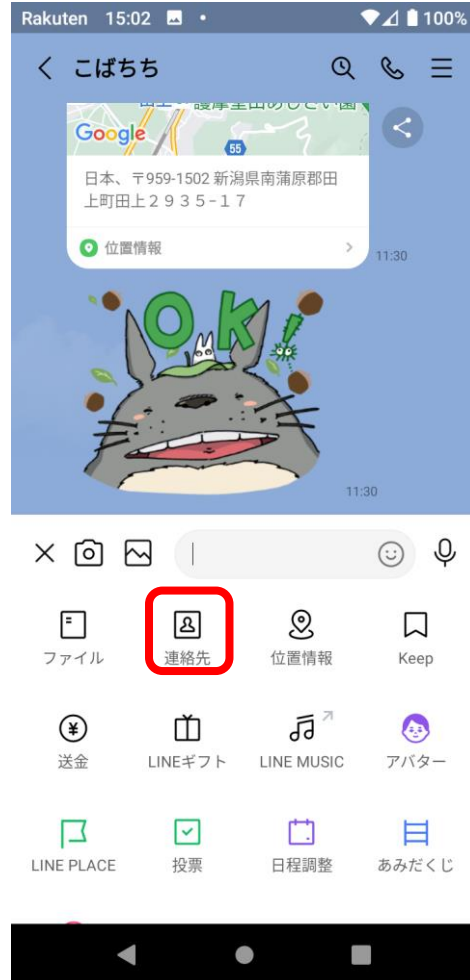 Rakuten 15:02 100%
こばちち
Google
55
日本、〒959-1502 新潟県南蒲原郡田
上町田上２９３５−１７
位置情報
11:30
OK!
11:30
ファイル 連絡先 位置情報 Keep
送金 LINEギフト LINE MUSIC アバター
LINE PLACE 投票 日程調整 あみだくじ